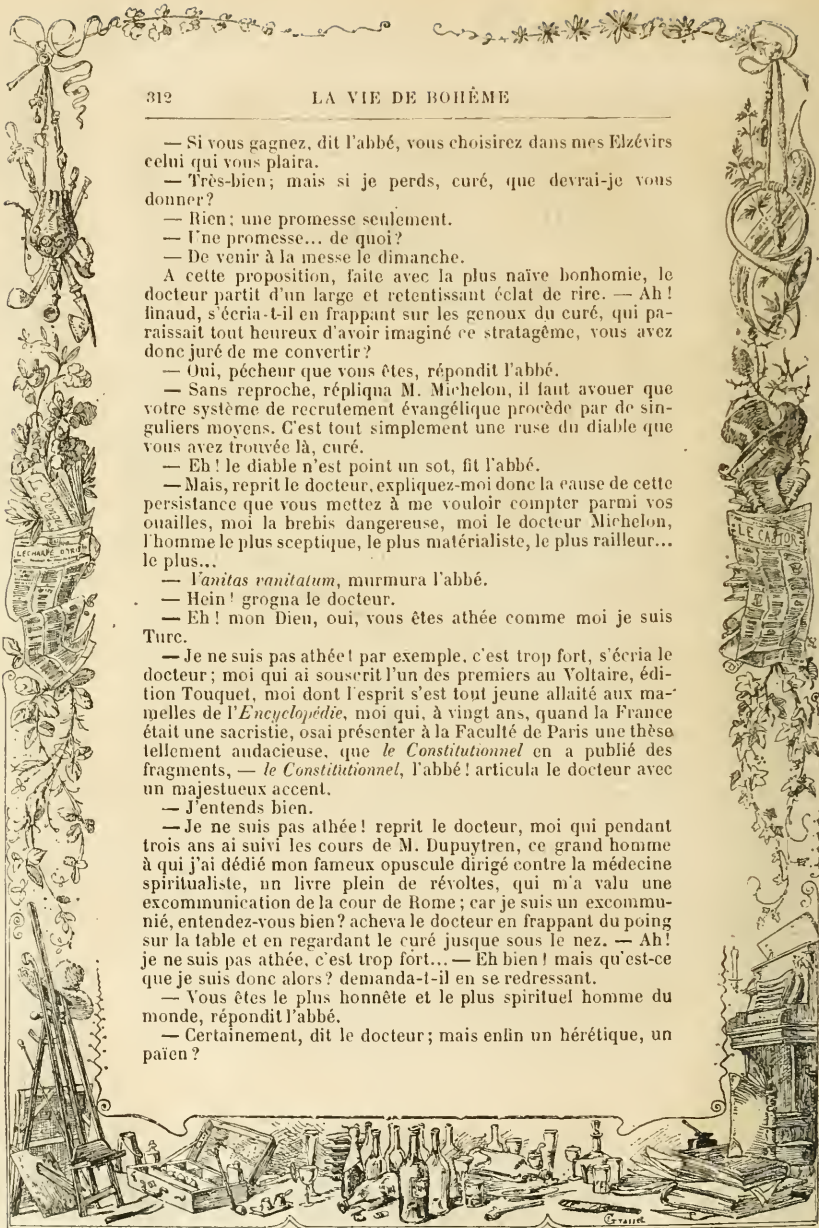 312 LA VIE DE BOHÊME
— Si vous gagnez, dit l'abbé, vous choisirez dans mes Elzévirs
celui qui vous plaira.
— Très-bien; mais si je perds, curé, que devrai-je vous
donner?
— Rien; une promesse seulement.
— Une promesse... de quoi?
— De venir à la messe le dimanche.
A cette proposition, faite avec la plus naïve bonhomie, le
docteur partit d'un large et retentissant éclat de rire. — Ah!
finaud, s'écria-t-il en frappant sur les genoux du curé, qui pa-
raissait tout heureux d'avoir imaginé ce stratagème, vous avez
donc juré de me convertir?
— Oui, pécheur que vous êtes, répondit l'abbé.
— Sans reproche, répliqua M. Michelon, il faut avouer que
votre système de recrutement évangélique procède par de sin-
guliers moyens. C'est tout simplement une ruse du diable que
vous avez trouvée là, curé.
— Eh! le diable n'est point un sot, fit l'abbé.
— Mais, reprit le docteur, expliquez-moi donc la cause de cette
persistance que vous mettez à me vouloir compter parmi vos
ouailles, moi la brebis dangereuse, moi le docteur Michelon,
l'homme le plus sceptique, le plus matérialiste, le plus railleur...
le plus...
— Vanitas vanitatum, murmura l'abbé.
— Hein! grogna le docteur.
— Eh! mon Dieu, oui, vous êtes athée comme moi je suis
Turc.
— Je ne suis pas athée! par exemple, c'est trop fort, s'écria le
docteur; moi qui ai souscrit l'un des premiers au Voltaire, édi-
tion Touquet, moi dont l'esprit s'est tout jeune allaité aux ma-
melles de l'Encyclopédie, moi qui, à vingt ans, quand la France
était une sacristie, osai présenter à la Faculté de Paris une thèse
tellement audacieuse, que le Constitutionnel en a publié des
fragments, — le Constitutionnel, l'abbé! articula le docteur avec
un majestueux accent.
— J'entends bien.
— Je ne suis pas athée! reprit le docteur, moi qui pendant
trois ans ai suivi les cours de M. Dupuytren, ce grand homme
à qui j'ai dédié mon fameux opuscule dirigé contre la médecine
spiritualiste, un livre plein de révoltes, qui m'a valu une
excommunication de la cour de Rome; car je suis un excommu-
nié, entendez-vous bien? acheva le docteur en frappant du poing
sur la table et en regardant le curé jusque sous le nez. — Ah!
je ne suis pas athée, c'est trop fort... — Eh bien! mais qu'est-ce
que je suis donc alors? demanda-t-il en se redressant.
— Vous êtes le plus honnête et le plus spirituel homme du
monde, répondit l'abbé.
— Certainement, dit le docteur; mais enfin un hérétique, un
païen?
LECHARPE D'IRIS
LE CASTOR
Grasset